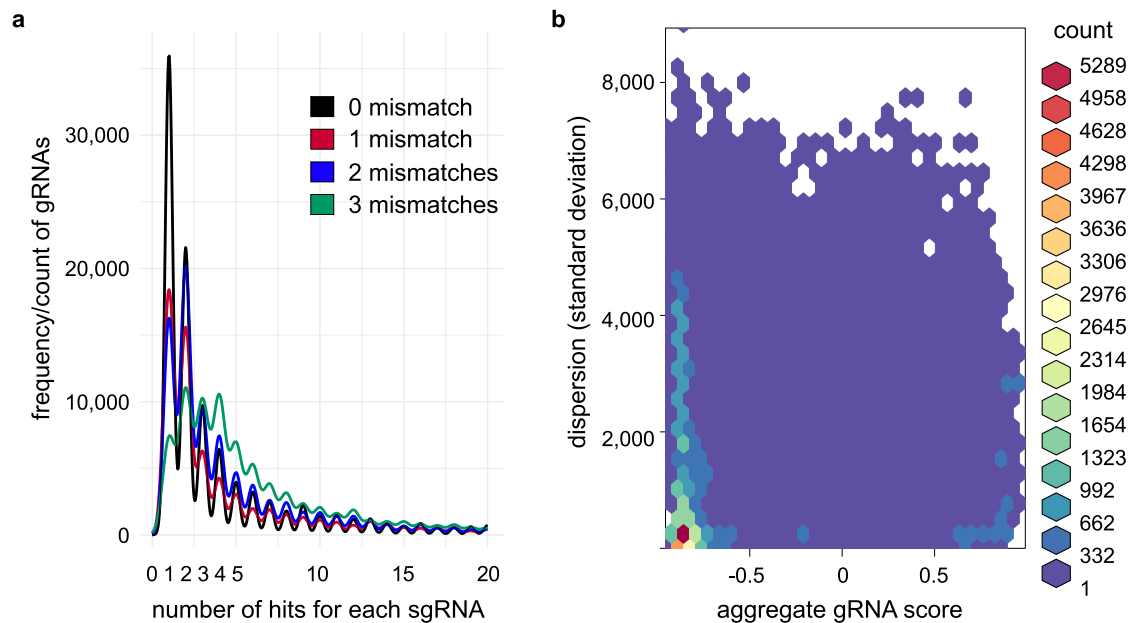 a
frequency/count of gRNAs
30,000
20,000
10,000
0
0 1 2 3 4 5 10 15 20
number of hits for each sgRNA
0 mismatch
1 mismatch
2 mismatches
3 mismatches
b
dispersion (standard deviation)
8,000
6,000
4,000
2,000
-0.5 0 0.5
aggregate gRNA score
count
5289
4958
4628
4298
3967
3636
3306
2976
2645
2314
1984
1654
1323
992
662
332
1